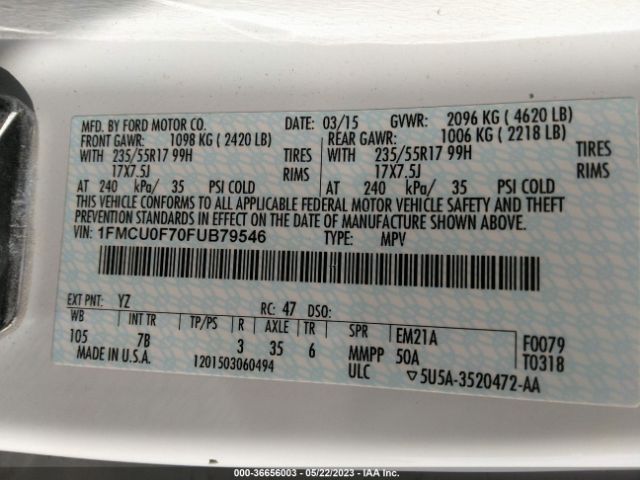 MFD. BY FORD MOTOR CO. DATE: 03/15 GVWR: 2096 KG ( 4620 LB)
FRONT GAWR: 1098 KG ( 2420 LB) REAR GAWR: 1006 KG ( 2218 LB)
WITH 235/55R17 99H TIRES WITH 235/55R17 99H TIRES
17X7.5J RIMS 17X7.5J RIMS
AT 240 kPa/ 35 PSI COLD AT 240 kPa/ 35 PSI COLD
THIS VEHICLE CONFORMS TO ALL APPLICABLE FEDERAL MOTOR VEHICLE SAFETY AND THEFT
PREVENTION STANDARDS IN EFFECT ON THE DATE OF MANUFACTURE SHOWN ABOVE.
VIN: 1FMCU0F70FUB79546 TYPE: MPV
EXT PNT: YZ RC: 47 DSO:
WB INT TR TP/PS R AXLE TR SPR EM21A F0079
105 7B 3 35 6 MMPP 50A T0318
MADE IN U.S.A. 1201503060494 ULC ▽5U5A-3520472-AA
000-36656003 - 05/22/2023 - IAA Inc.